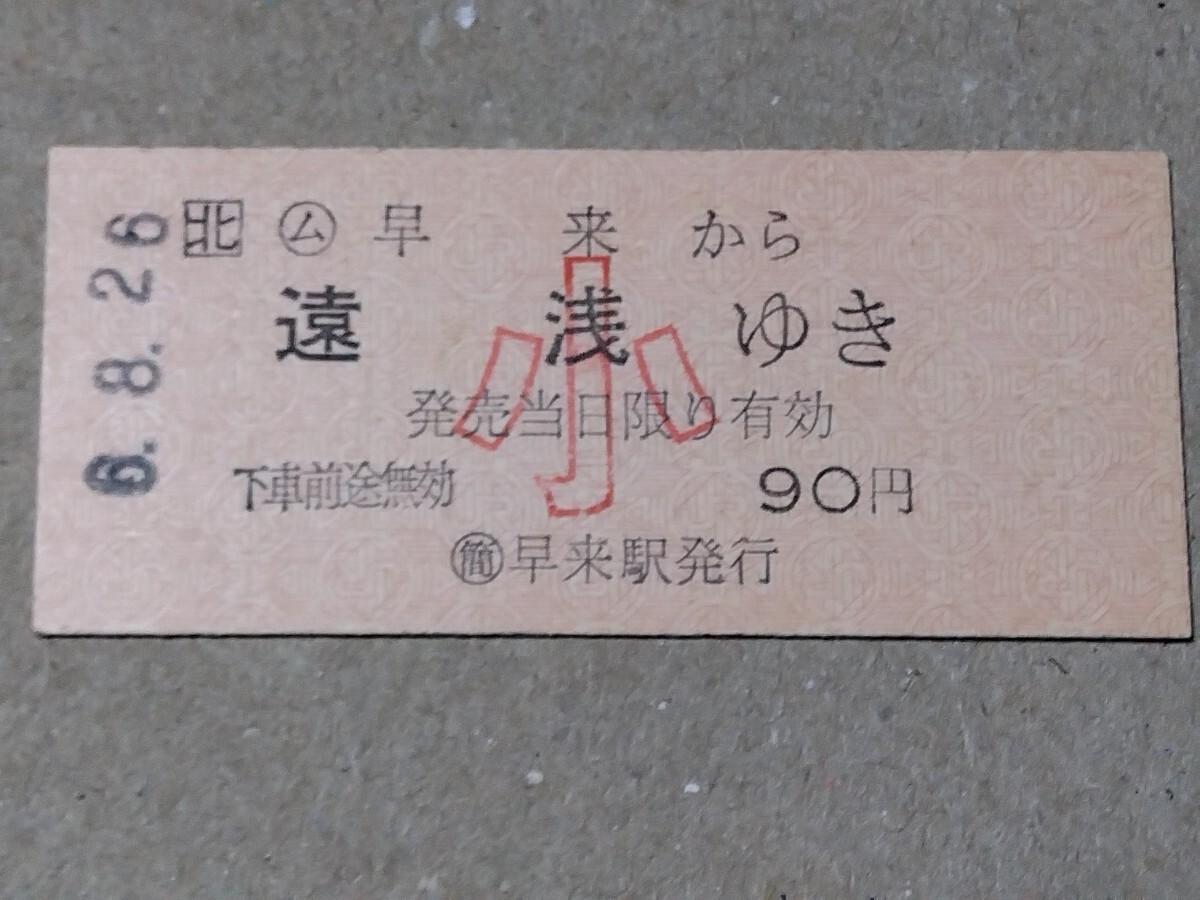 6.8.26
北 ム 早来から
遠浅ゆき
小
発売当日限り有効
下車前途無効 90円
簡 早来駅発行